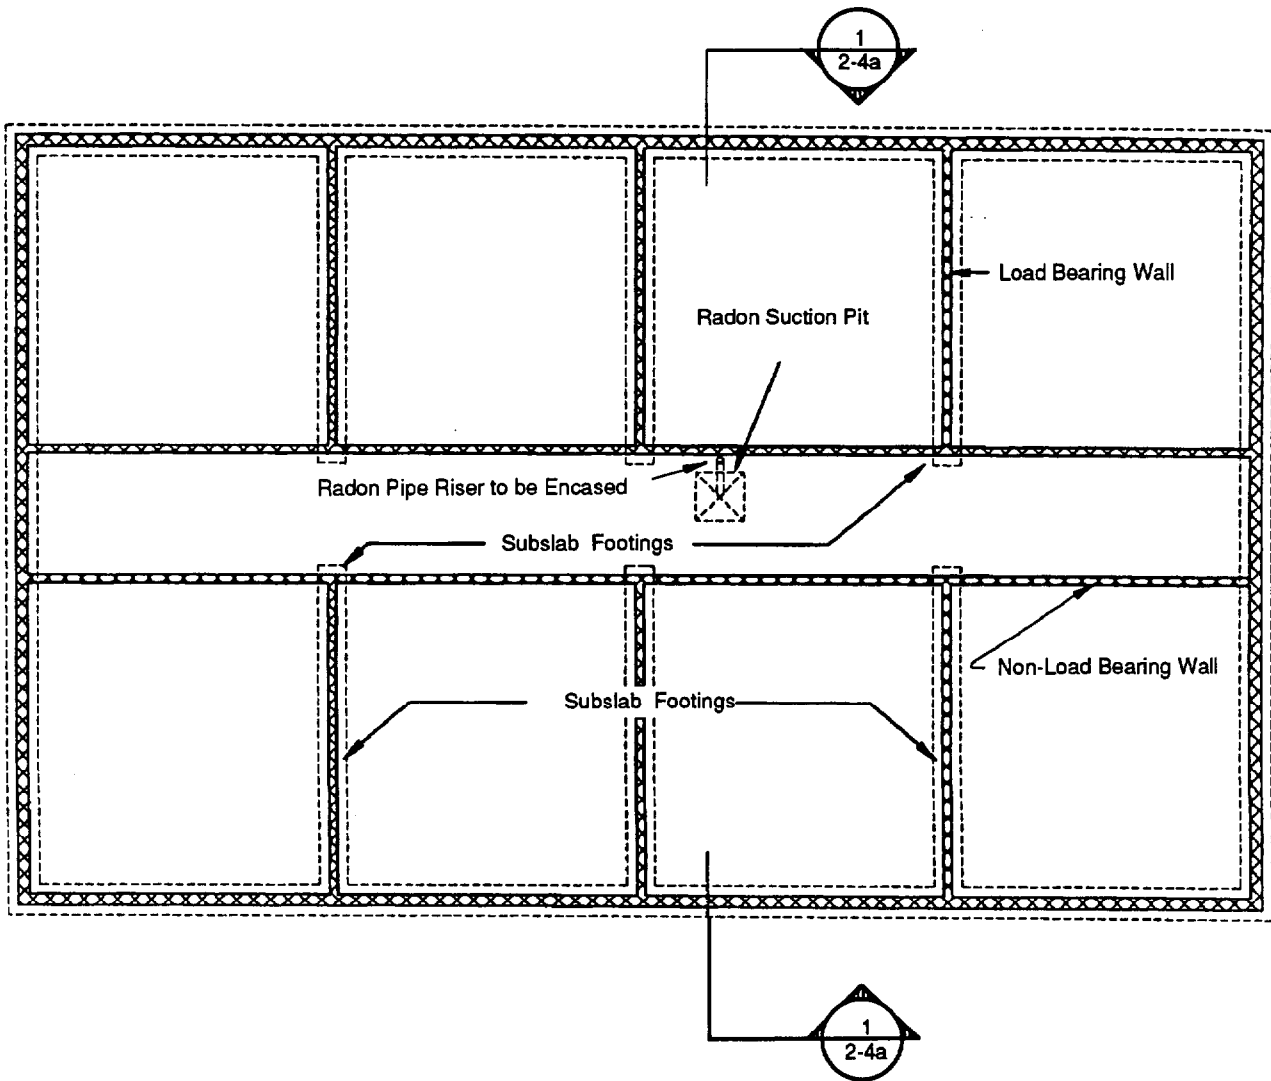 1
2-4a
Load Bearing Wall
Radon Suction Pit
Radon Pipe Riser to be Encased
Subslab Footings
Non-Load Bearing Wall
Subslab Footings
1
2-4a